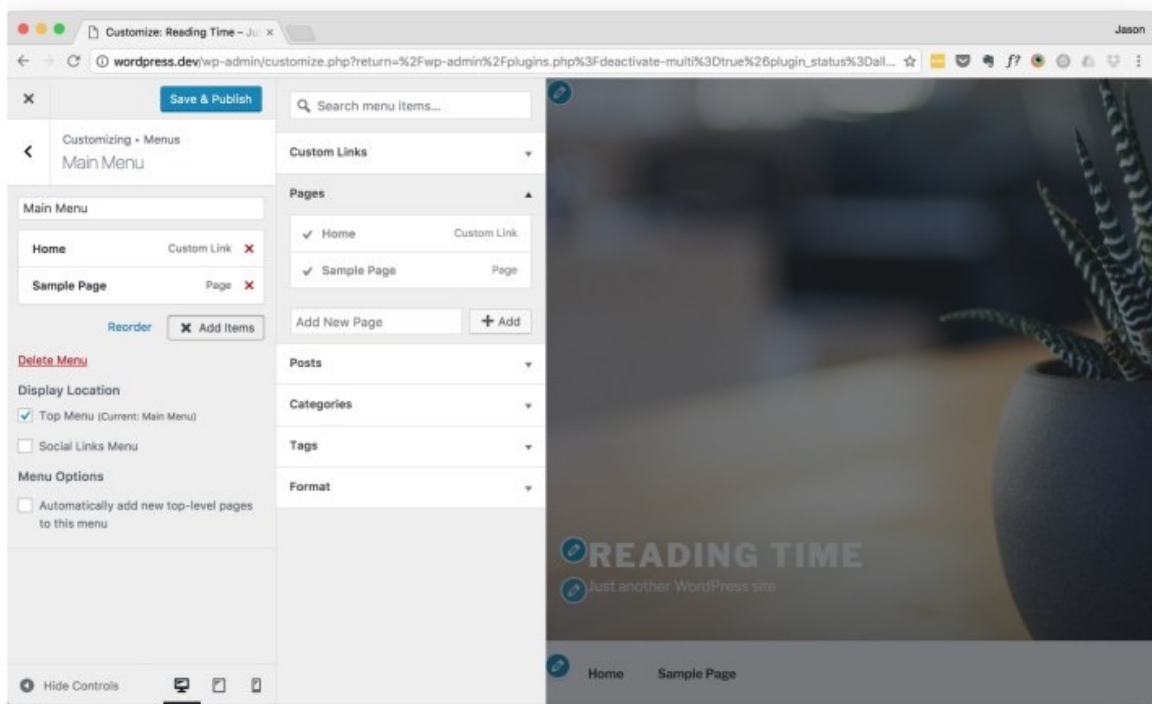 Customize: Reading Time – Ju
Jason
wordpress.dev/wp-admin/customize.php?return=%2Fwp-admin%2Fplugins.php%3Fdeactivate-multi%3Dtrue%26plugin_status%3Dall...
f?
Save & Publish
Customizing ▸ Menus
Main Menu
Main Menu
Home Custom Link
Sample Page Page
Reorder Add Items
Delete Menu
Display Location
Top Menu (Current: Main Menu)
Social Links Menu
Menu Options
Automatically add new top-level pages
to this menu
Hide Controls
Search menu items...
Custom Links
Pages
Home Custom Link
Sample Page Page
Add New Page + Add
Posts
Categories
Tags
Format
READING TIME
Just another WordPress site
Home Sample Page